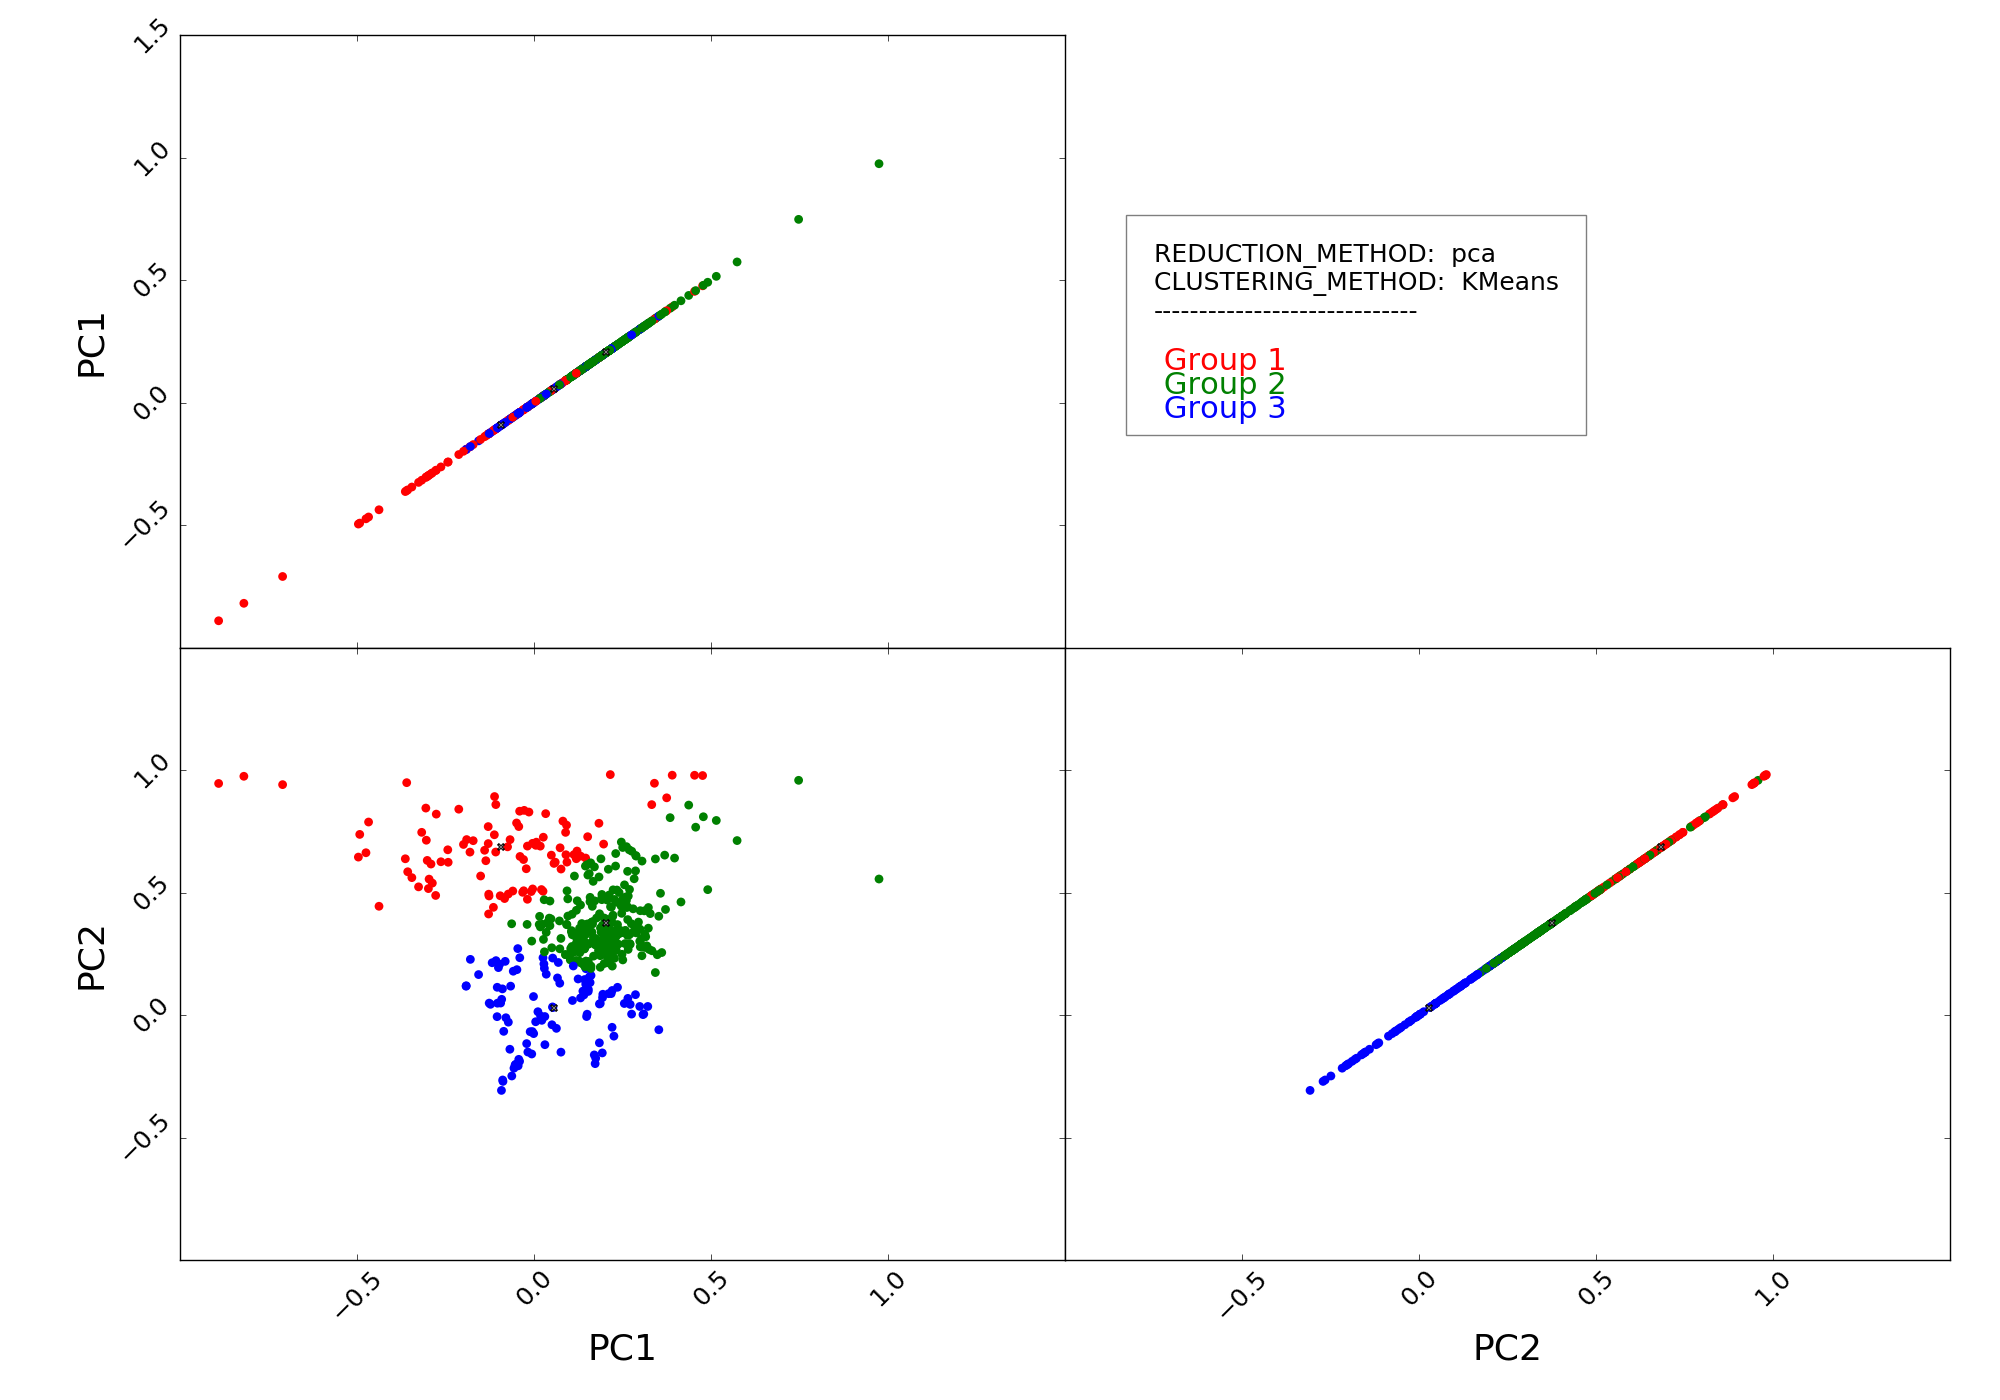 1.5
1.0
0.5
0.0
−0.5
PC1
REDUCTION_METHOD:  pca
CLUSTERING_METHOD:  KMeans
-----------------------------
Group 1
Group 2
Group 3
1.0
0.5
0.0
−0.5
PC2
−0.5 0.0 0.5 1.0
−0.5 0.0 0.5 1.0
PC1
PC2